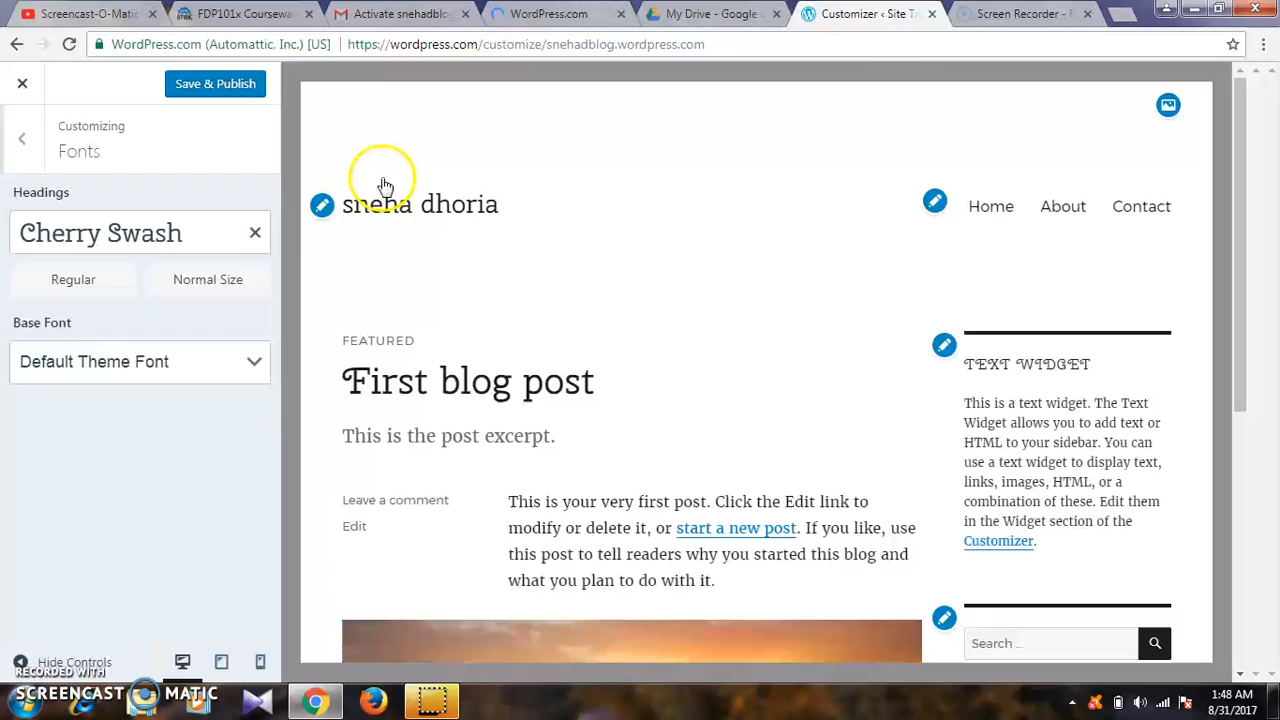 Screencast-O-Matic
FDP101x Coursewa
Activate snehadblog
WordPress.com
My Drive - Google
Customizer ‹ Site T
Screen Recorder -
WordPress.com (Automattic, Inc.) [US]
https://wordpress.com/customize/snehadblog.wordpress.com
Save & Publish
Customizing
Fonts
Headings
Cherry Swash
Regular
Normal Size
Base Font
Default Theme Font
sneha dhoria
Home
About
Contact
FEATURED
First blog post
This is the post excerpt.
Leave a comment
Edit
This is your very first post. Click the Edit link to
modify or delete it, or start a new post. If you like, use
this post to tell readers why you started this blog and
what you plan to do with it.
TEXT WIDGET
This is a text widget. The Text
Widget allows you to add text or
HTML to your sidebar. You can
use a text widget to display text,
links, images, HTML, or a
combination of these. Edit them
in the Widget section of the
Customizer.
Search ...
Hide Controls
RECORDED WITH
SCREENCAST MATIC
1:48 AM
8/31/2017